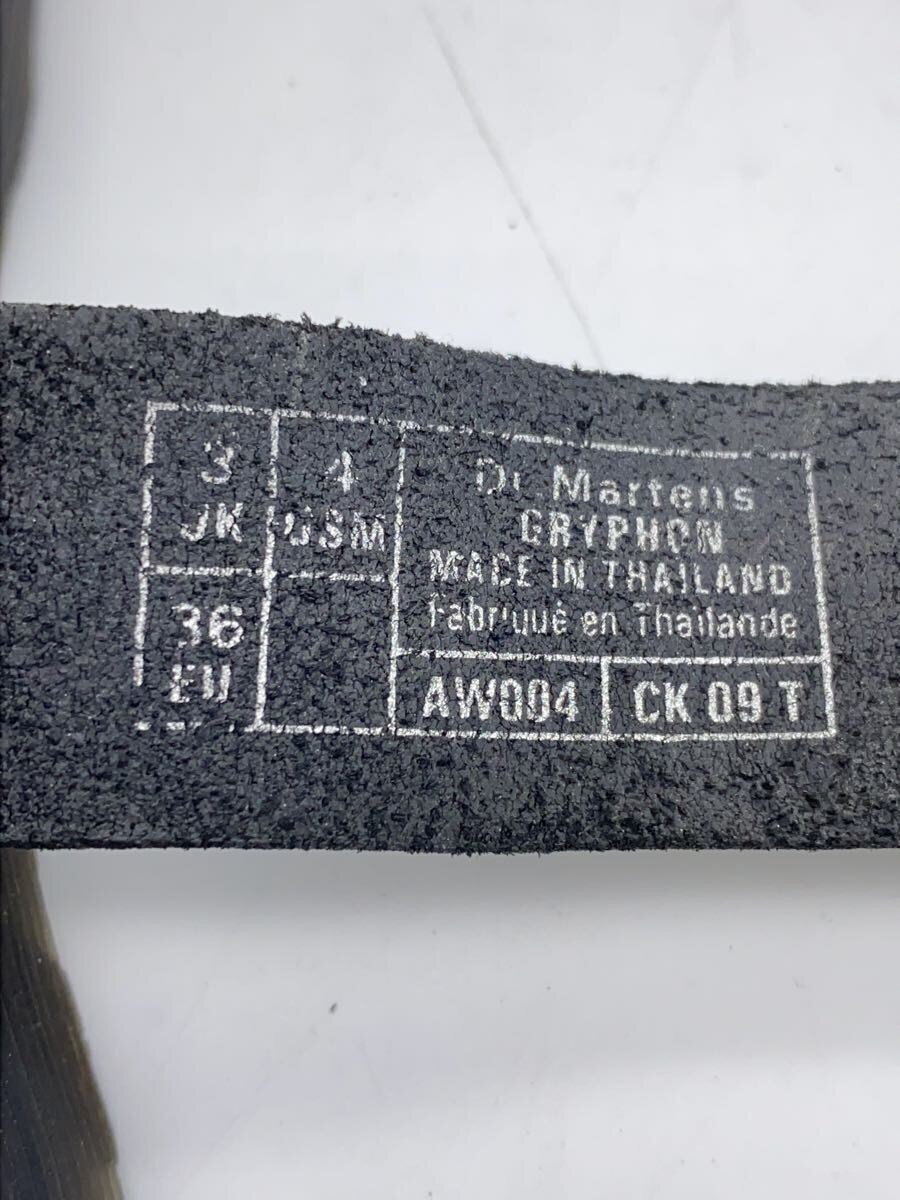 3
UK
4
USM
36
EU
Dr. Martens
GRYPHON
MADE IN THAILAND
Fabriqué en Thaïlande
AW004
CK 09 T